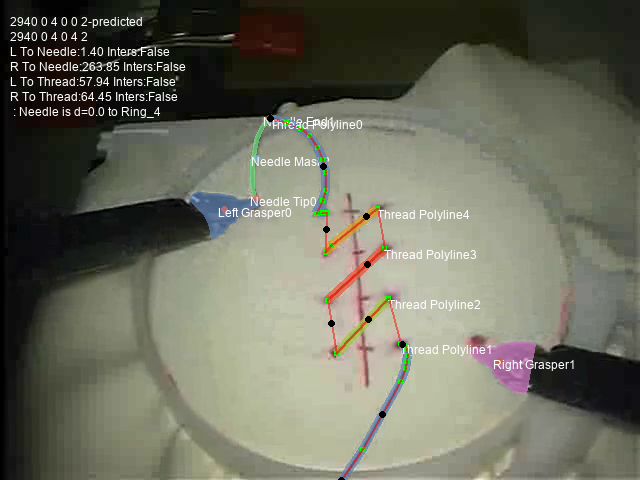 2940 0 4 0 0 2-predicted
2940 0 4 0 4 2
L To Needle:1.40 Inters:False
R To Needle:263.85 Inters:False
L To Thread:57.94 Inters:False
R To Thread:64.45 Inters:False
: Needle is d=0.0 to Ring_4
Thread Polyline0
Needle Tip0
Left Grasper0
Thread Polyline4
Thread Polyline3
Thread Polyline2
Thread Polyline1
Right Grasper1